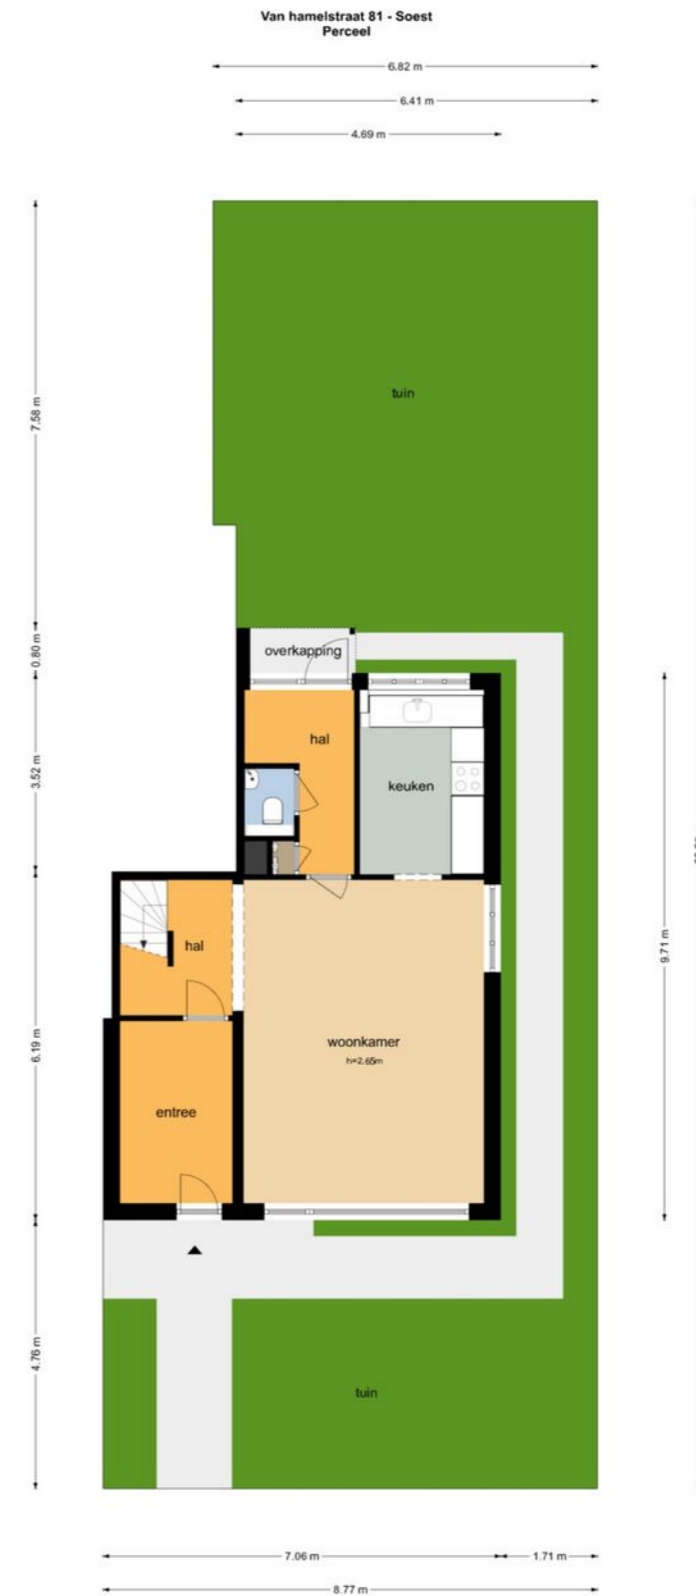 Van hamelstraat 81 - Soest
Perceel
6.82 m
6.41 m
4.69 m
7.58 m
tuin
0.80 m
overkapping
3.52 m
hal
keuken
hal
9.71 m
6.19 m
woonkamer
h=2.65m
entree
4.76 m
tuin
7.06 m
1.71 m
8.77 m